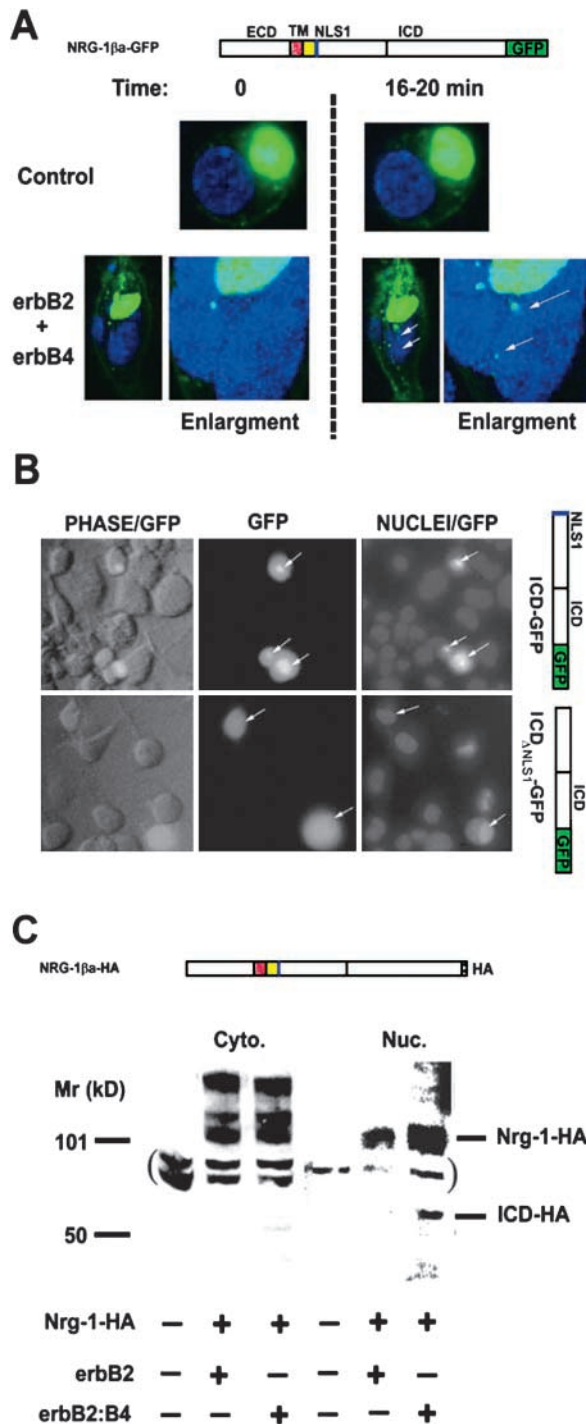 A
NRG-1βa-GFP
ECD TM NLS1 ICD
GFP
Time: 0 16-20 min
Control
erbB2
+
erbB4
Enlargment Enlargment
B
PHASE/GFP GFP NUCLEI/GFP
NLS1
ICD
GFP
ICD-GFP
ICD
GFP
ICD ΔNLS1-GFP
C
NRG-1βa-HA HA
Cyto. Nuc.
Mr (kD)
101 Nrg-1-HA
( )
50 ICD-HA
Nrg-1-HA − + + − + +
erbB2 − + − − + −
erbB2:B4 − − + − − +